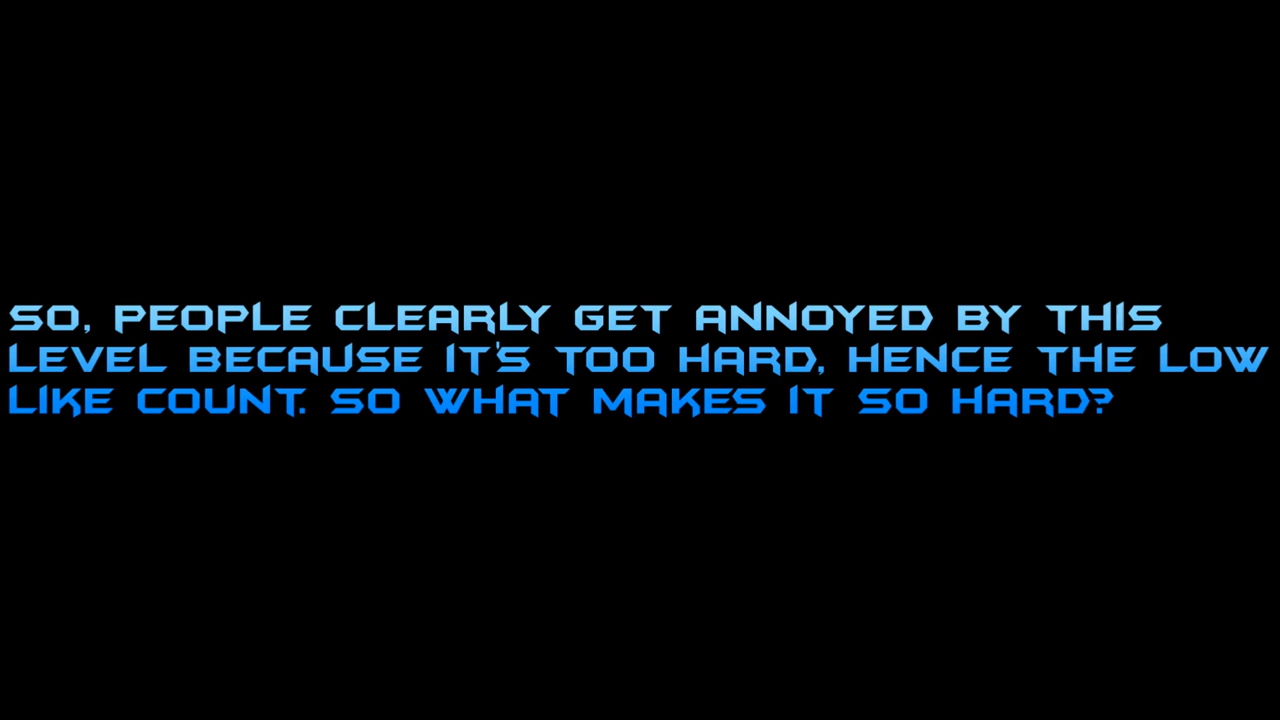 SO, PEOPLE CLEARLY GET ANNOYED BY THIS
LEVEL BECAUSE IT'S TOO HARD, HENCE THE LOW
LIKE COUNT. SO WHAT MAKES IT SO HARD?